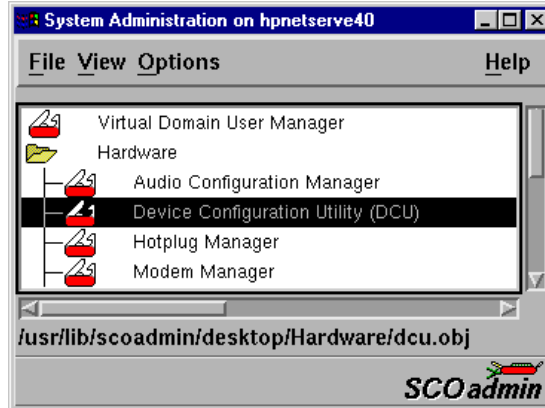 System Administration on hpnetserve40
File View Options Help
Virtual Domain User Manager
Hardware
Audio Configuration Manager
Device Configuration Utility (DCU)
Hotplug Manager
Modem Manager
/usr/lib/scoadmin/desktop/Hardware/dcu.obj
SCOadmin